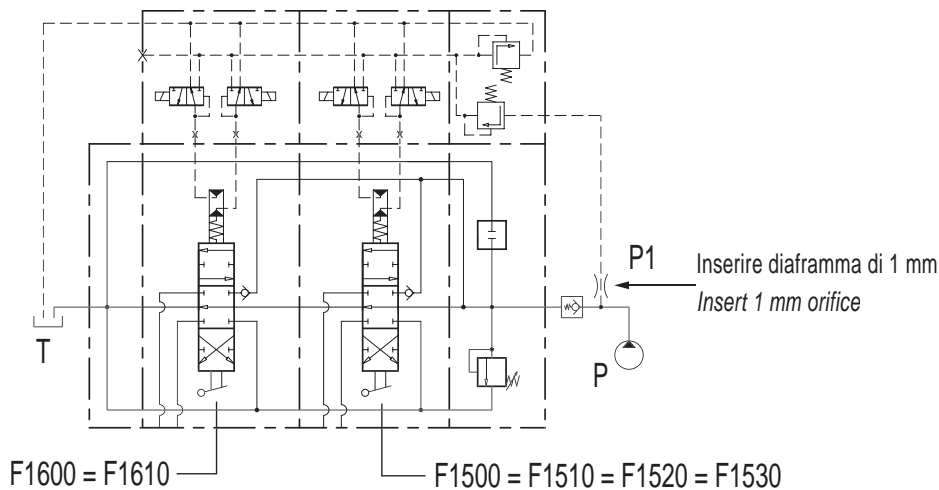 P1
Inserire diaframma di 1 mm
Insert 1 mm orifice
T
P
F1600 = F1610
F1500 = F1510 = F1520 = F1530